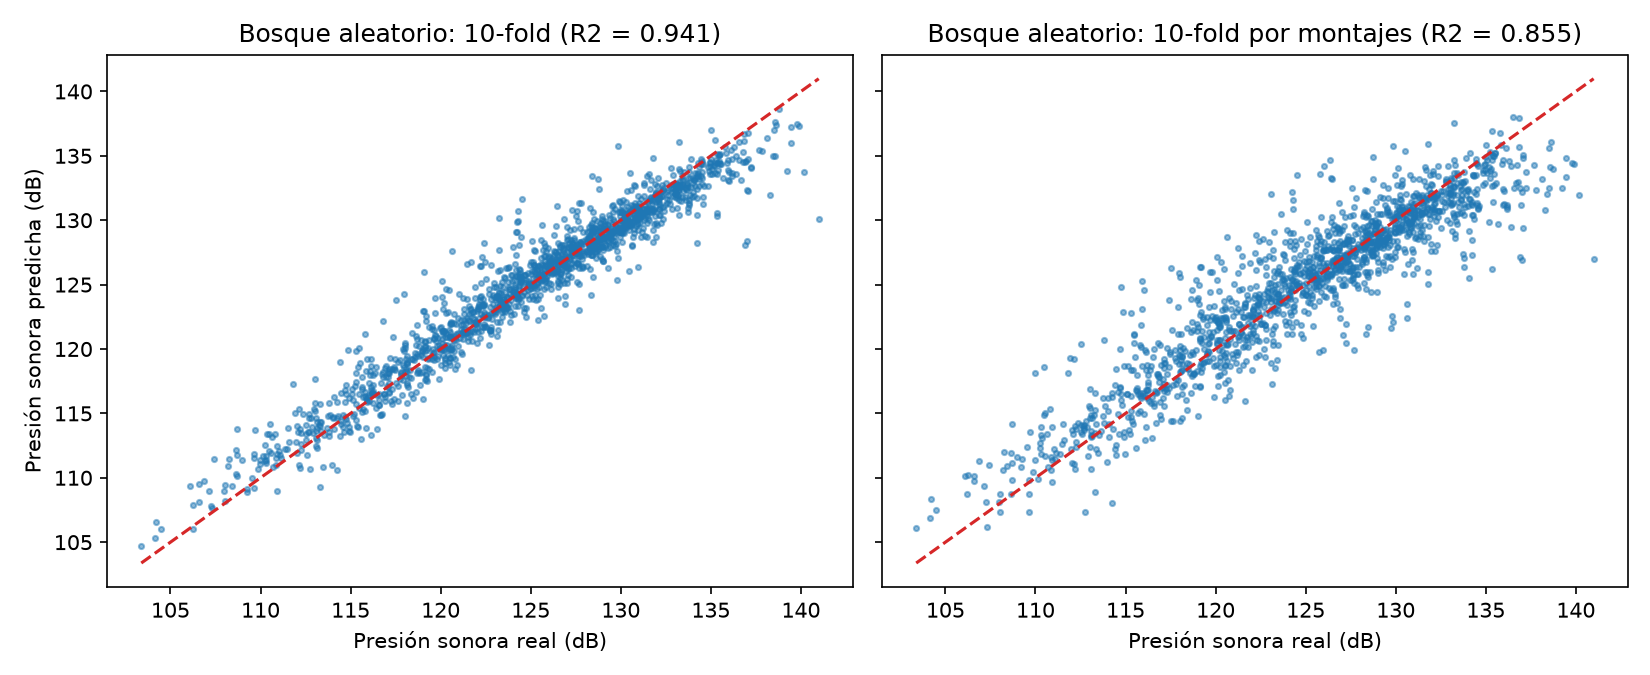 Bosque aleatorio: 10-fold (R2 = 0.941)
Bosque aleatorio: 10-fold por montajes (R2 = 0.855)
Presión sonora predicha (dB)
140
135
130
125
120
115
110
105
105 110 115 120 125 130 135 140
105 110 115 120 125 130 135 140
Presión sonora real (dB)
Presión sonora real (dB)